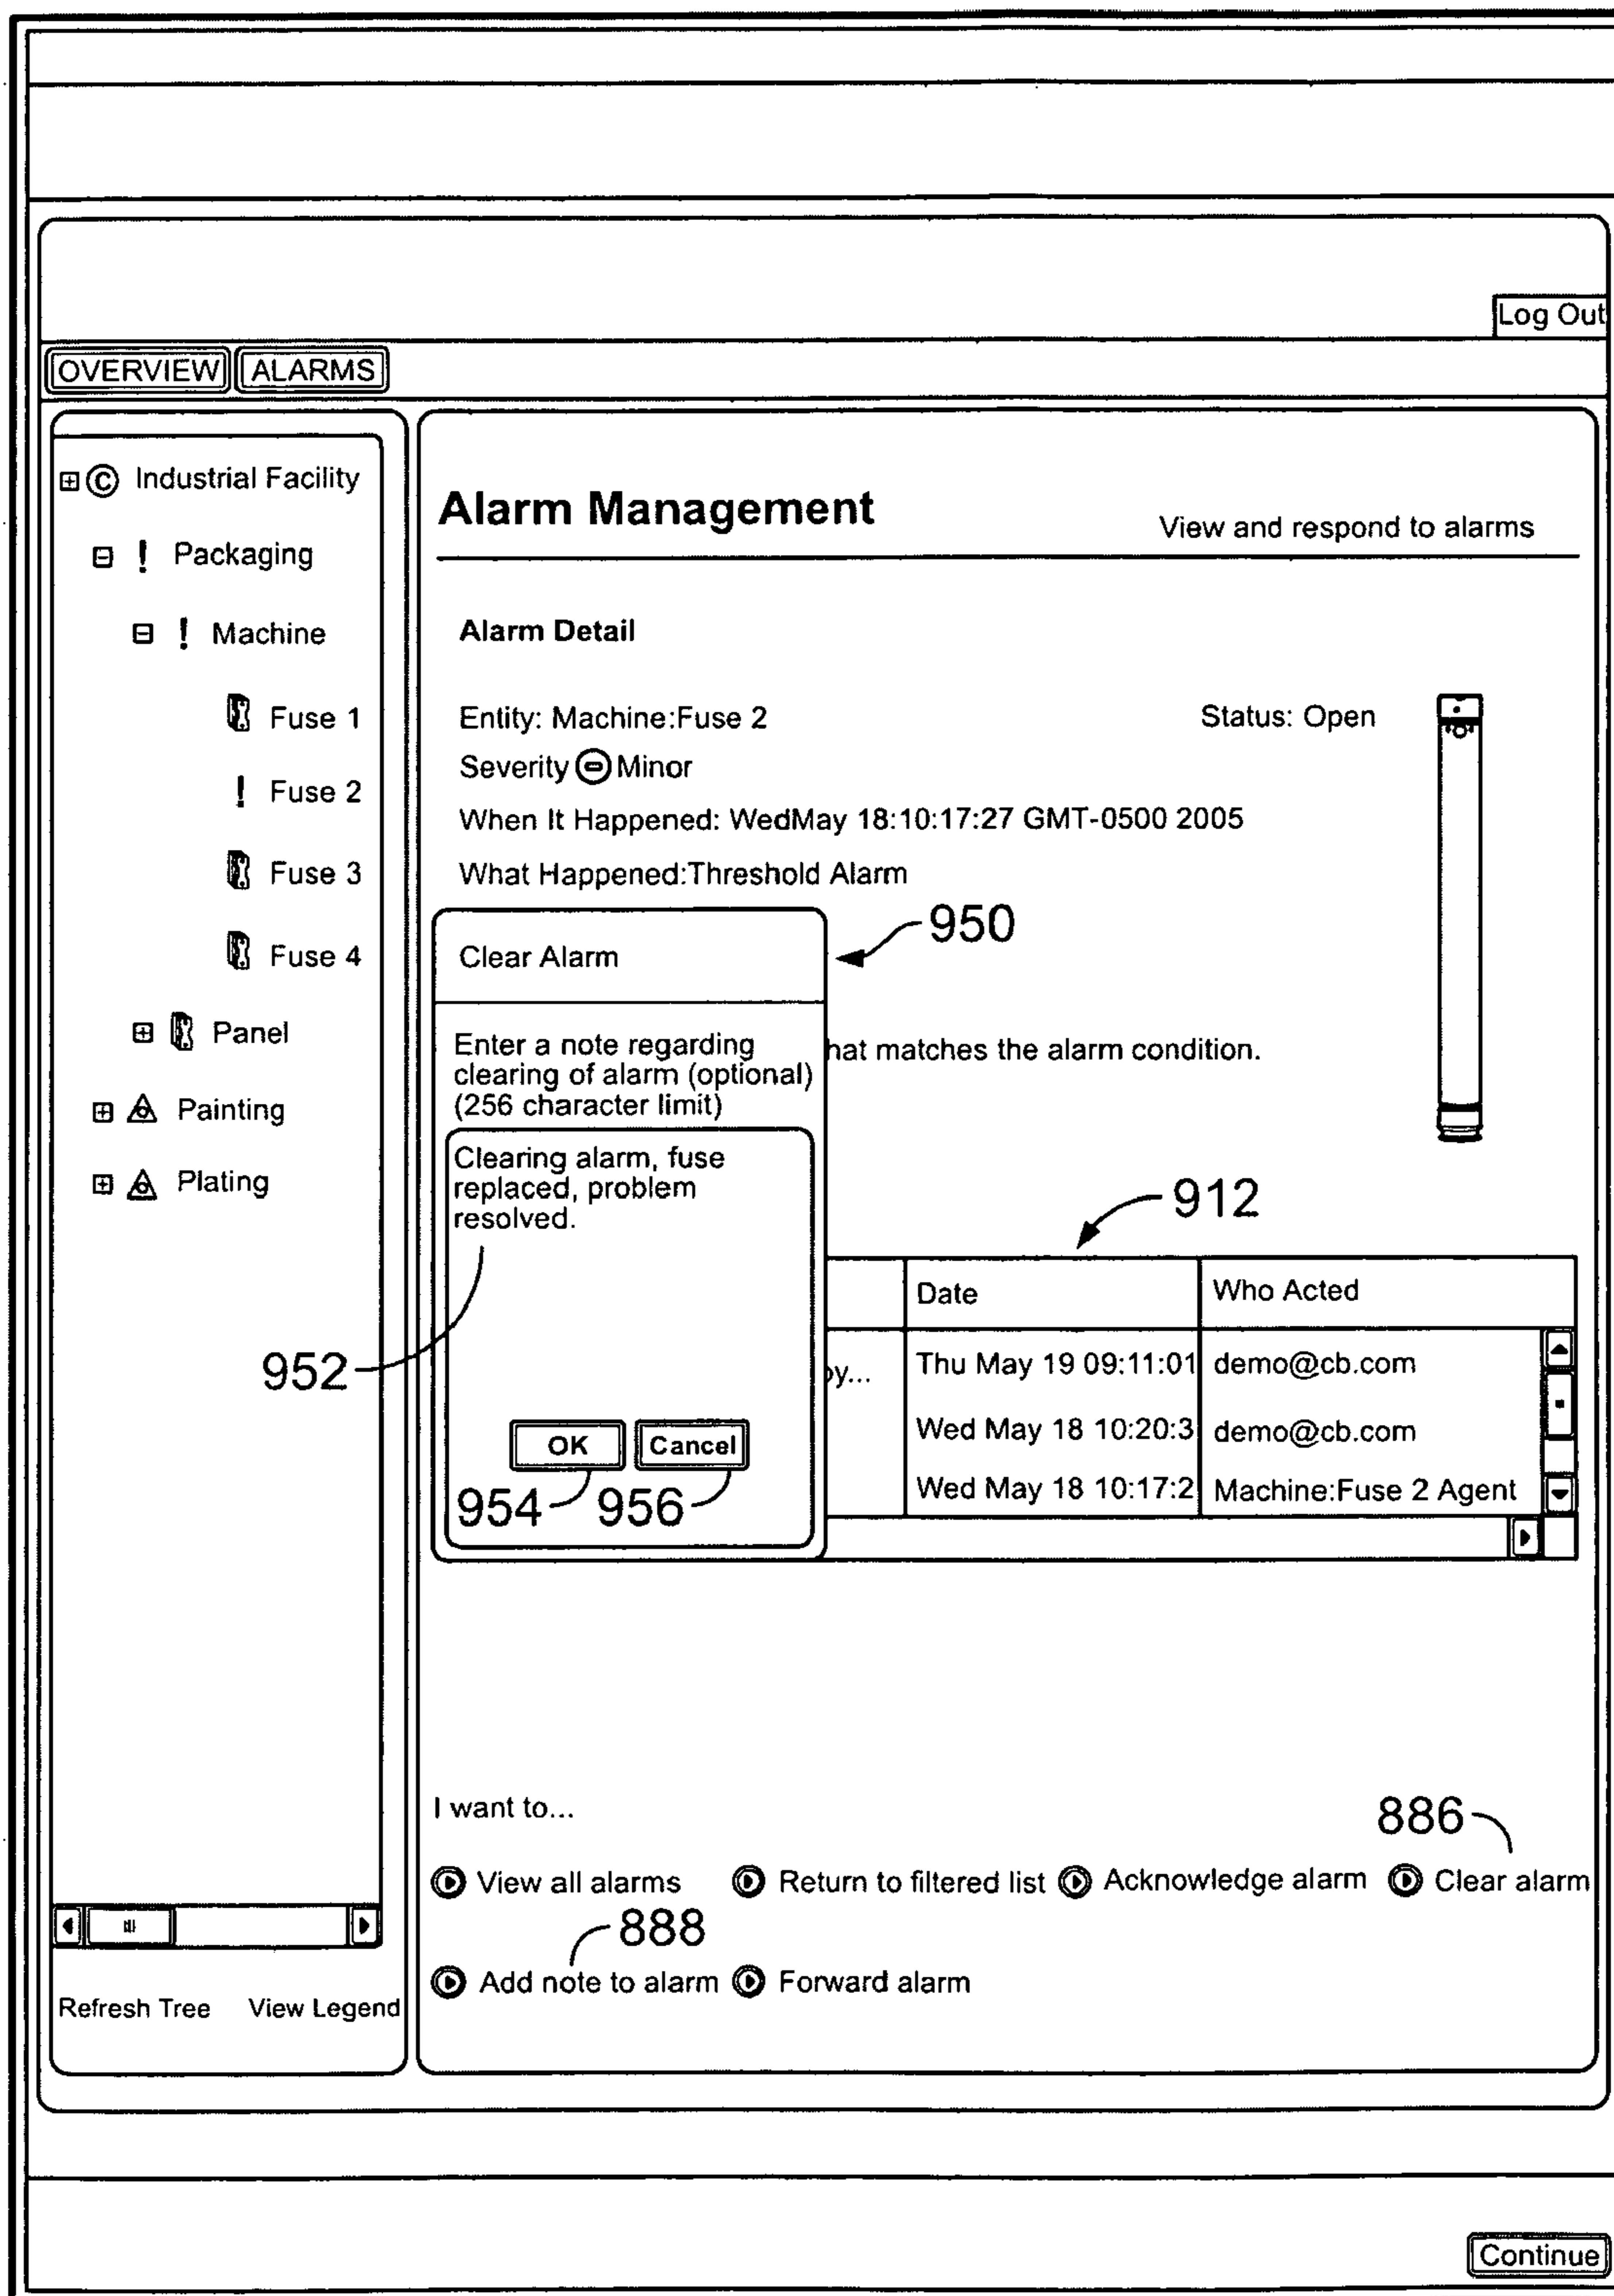 Log Out
OVERVIEW ALARMS
© Industrial Facility
! Packaging
! Machine
Fuse 1
! Fuse 2
Fuse 3
Fuse 4
Panel
Painting
Plating
Refresh Tree View Legend
Alarm Management
View and respond to alarms
Alarm Detail
Entity: Machine:Fuse 2
Status: Open
Severity Minor
When It Happened: WedMay 18:10:17:27 GMT-0500 2005
What Happened:Threshold Alarm
950
Clear Alarm
Enter a note regarding
clearing of alarm (optional)
(256 character limit)
hat matches the alarm condition.
Clearing alarm, fuse
replaced, problem
resolved.
952
OK Cancel
954 956
912
Date Who Acted
y... Thu May 19 09:11:01 demo@cb.com
Wed May 18 10:20:3 demo@cb.com
Wed May 18 10:17:2 Machine:Fuse 2 Agent
I want to...
886
View all alarms Return to filtered list Acknowledge alarm Clear alarm
888
Add note to alarm Forward alarm
Continue